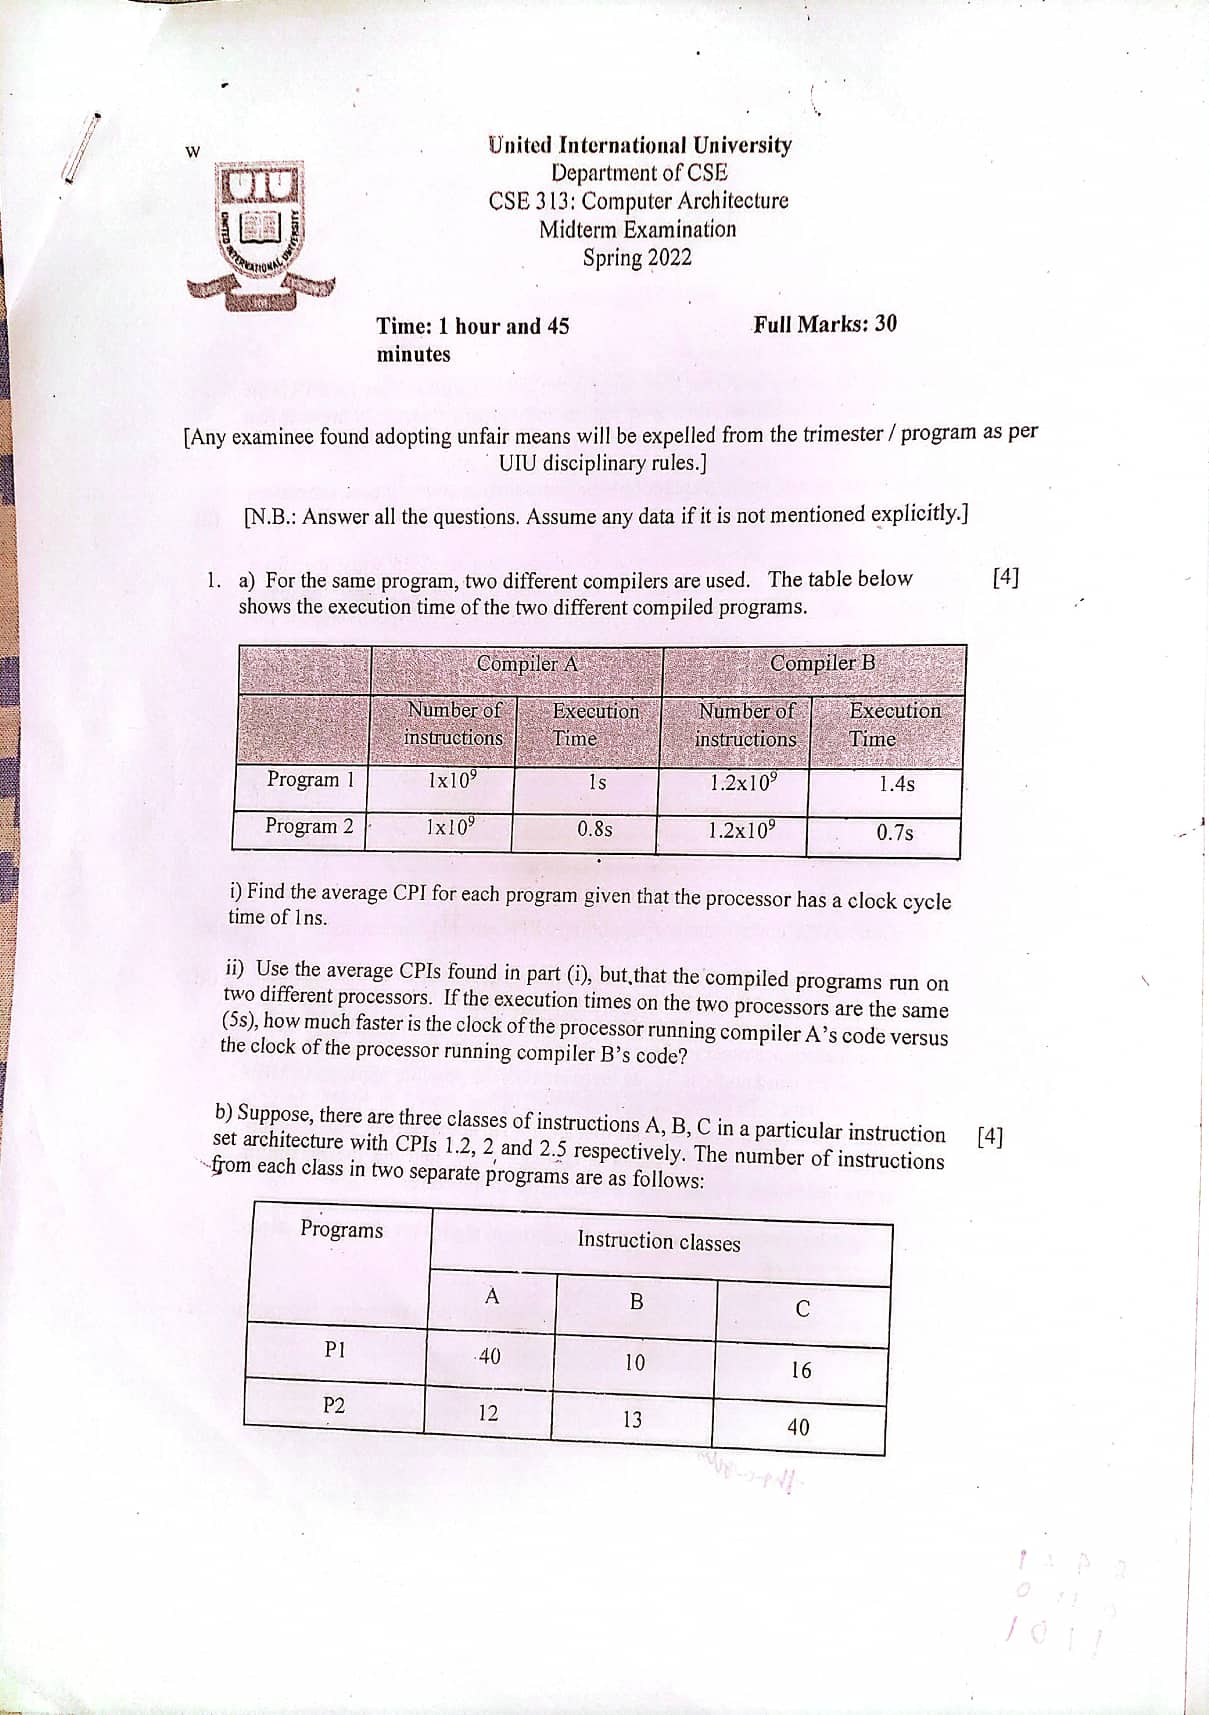 W
United International University
Department of CSE
CSE 313: Computer Architecture
Midterm Examination
Spring 2022
UIU
UNITED INTERNATIONAL UNIVERSITY
Time: 1 hour and 45
minutes
Full Marks: 30
[Any examinee found adopting unfair means will be expelled from the trimester / program as per
UIU disciplinary rules.]
[N.B.: Answer all the questions. Assume any data if it is not mentioned explicitly.]
1. a) For the same program, two different compilers are used. The table below [4]
shows the execution time of the two different compiled programs.
Compiler A Compiler B
Number of Execution Number of Execution
instructions Time instructions Time
Program 1 1x10⁹ 1s 1.2x10⁹ 1.4s
Program 2 1x10⁹ 0.8s 1.2x10⁹ 0.7s
i) Find the average CPI for each program given that the processor has a clock cycle
time of 1ns.
ii) Use the average CPIs found in part (i), but that the compiled programs run on
two different processors. If the execution times on the two processors are the same
(5s), how much faster is the clock of the processor running compiler A's code versus
the clock of the processor running compiler B's code?
b) Suppose, there are three classes of instructions A, B, C in a particular instruction [4]
set architecture with CPIs 1.2, 2 and 2.5 respectively. The number of instructions
from each class in two separate programs are as follows:
Programs Instruction classes
A B C
P1 40 10 16
P2 12 13 40
1011